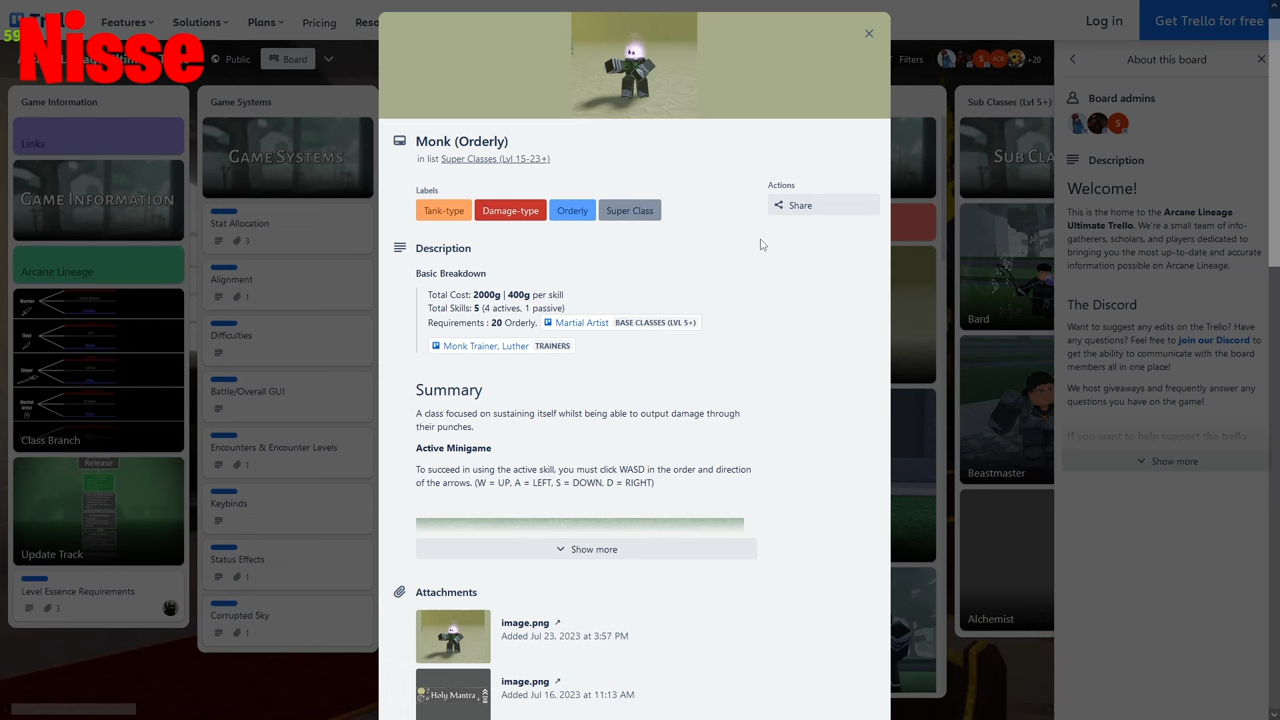 Nisse
59
Trello
Features
Solutions
Plans
Pricing
Log in
Get Trello for free
Public
Board
Filters
ACE
+20
S
Game Information
Links
GAME INFORMATION
Arcane Lineage
Class Branch
Release
Update Track
Level Essence Requirements
3
Game Systems
GAME SYSTEMS
Stat Allocation
3
Alignment
1
Difficulties
Battle/Overall GUI
Encounters & Encounter Levels
1
Keybinds
Status Effects
1
Corrupted Sky
1
Monk (Orderly)
in list Super Classes (Lvl 15-23+)
Labels
Tank-type
Damage-type
Orderly
Super Class
Actions
Share
Description
Basic Breakdown
Total Cost: 2000g | 400g per skill
Total Skills: 5 (4 actives, 1 passive)
Requirements : 20 Orderly, Martial Artist BASE CLASSES (LVL 5+)
Monk Trainer, Luther TRAINERS
Summary
A class focused on sustaining itself whilst being able to output damage through
their punches.
Active Minigame
To succeed in using the active skill, you must click WASD in the order and direction
of the arrows. (W = UP, A = LEFT, S = DOWN, D = RIGHT)
Show more
Attachments
image.png
Added Jul 23, 2023 at 3:57 PM
Holy Mantra
image.png
Added Jul 16, 2023 at 11:13 AM
Sub Classes (Lvl 5+)
SUB CLA
Bard
Beastmaster
Alchemist
About this board
Board admins
S
Description
Welcome!
This is the home to the Arcane Lineage
Ultimate Trello. We're a small team of info-
gatherers, scholars, and players dedicated to
bringing you the most up-to-date and accurate
information possible on Arcane Lineage.
The Discord
Want to suggest any edits on the Trello? Have
any questions? Feel free to join our Discord to
get the ability to communicate with the board
members all in one place!
We host giveaways and frequently answer any
questions you have on the game!
If you want to help support the trello...
Show more